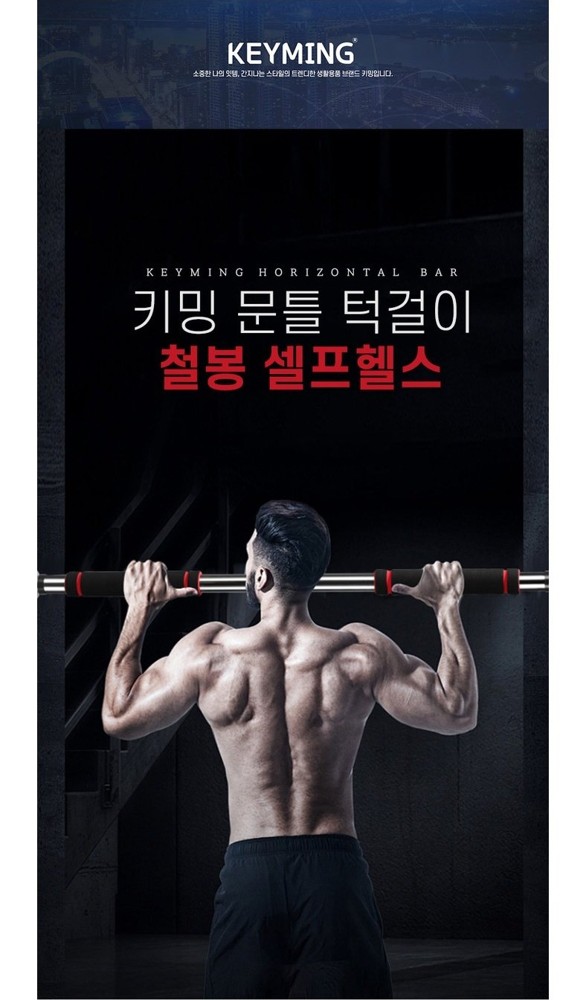 KEYMING®
소중한 나의 잇템, 간지나는 스타일의 트렌디한 생활용품 브랜드 키밍입니다.
KEYMING HORIZONTAL BAR
키밍 문틀 턱걸이
철봉 셀프헬스